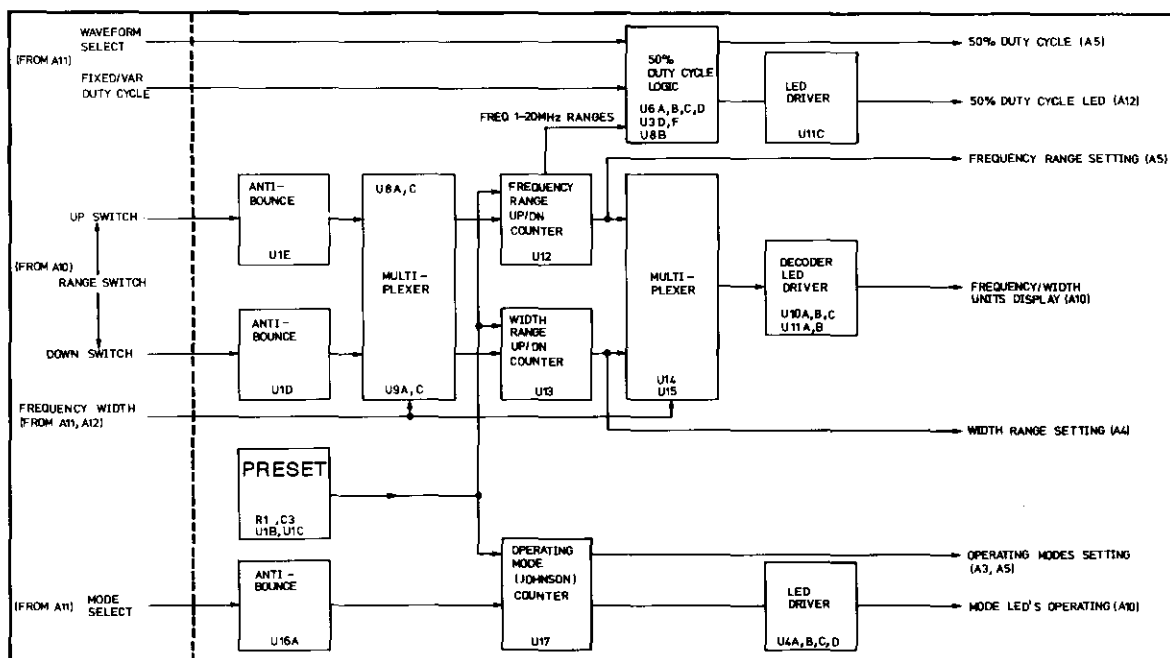 WAVEFORM
SELECT
(FROM A11)
FIXED/VAR
DUTY CYCLE
50%
DUTY CYCLE
LOGIC
U6A,B,C,D
U3D,F
U8B
50% DUTY CYCLE (A5)
LED
DRIVER
U11C
50% DUTY CYCLE LED (A12)
FREQ 1-20MHz RANGES
FREQUENCY RANGE SETTING (A5)
UP SWITCH
(FROM A10)
RANGE SWITCH
DOWN SWITCH
ANTI-
BOUNCE
U1E
ANTI-
BOUNCE
U1D
U8A, C
MULTI-
PLEXER
U9A, C
FREQUENCY
RANGE
UP/DN
COUNTER
U12
WIDTH
RANGE
UP/DN
COUNTER
U13
MULTI-
PLEXER
U14
U15
DECODER
LED
DRIVER
U10A,B,C
U11A,B
FREQUENCY/WIDTH
UNITS DISPLAY (A10)
FREQUENCY WIDTH
(FROM A11, A12)
WIDTH RANGE SETTING (A4)
PRESET
R1 ,C3
U1B, U1C
(FROM A11)
MODE
SELECT
ANTI-
BOUNCE
U16A
OPERATING
MODE
(JOHNSON)
COUNTER
U17
LED
DRIVER
U4A,B,C,D
OPERATING MODES SETTING
(A3, A5)
MODE LED'S OPERATING (A10)